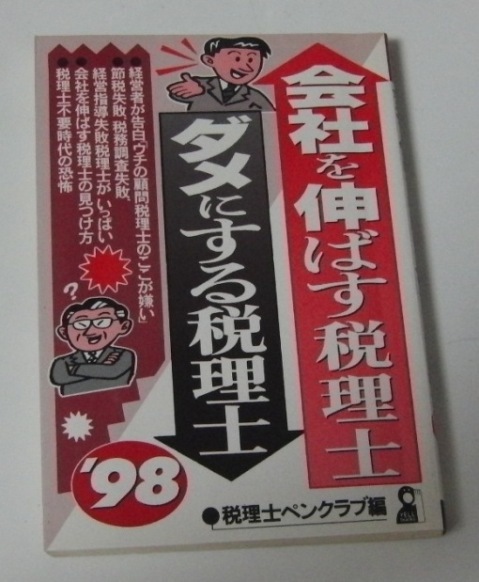 会社を伸ばす税理士
ダメにする税理士
●経営者が告白「ウチの顧問税理士のここが嫌い」
●節税失敗、税務調査失敗、
経営指導失敗税理士がいっぱい
●会社を伸ばす税理士の見つけ方
●税理士不要時代の恐怖
?
'98
●税理士ペンクラブ編